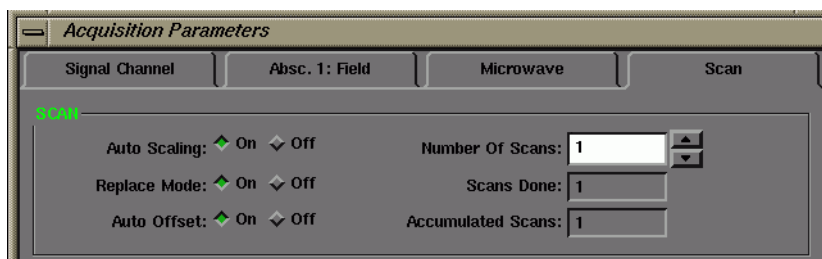 Acquisition Parameters
Signal Channel Absc. 1: Field Microwave Scan
SCAN
Auto Scaling: On Off Number Of Scans: 1
Replace Mode: On Off Scans Done: 1
Auto Offset: On Off Accumulated Scans: 1